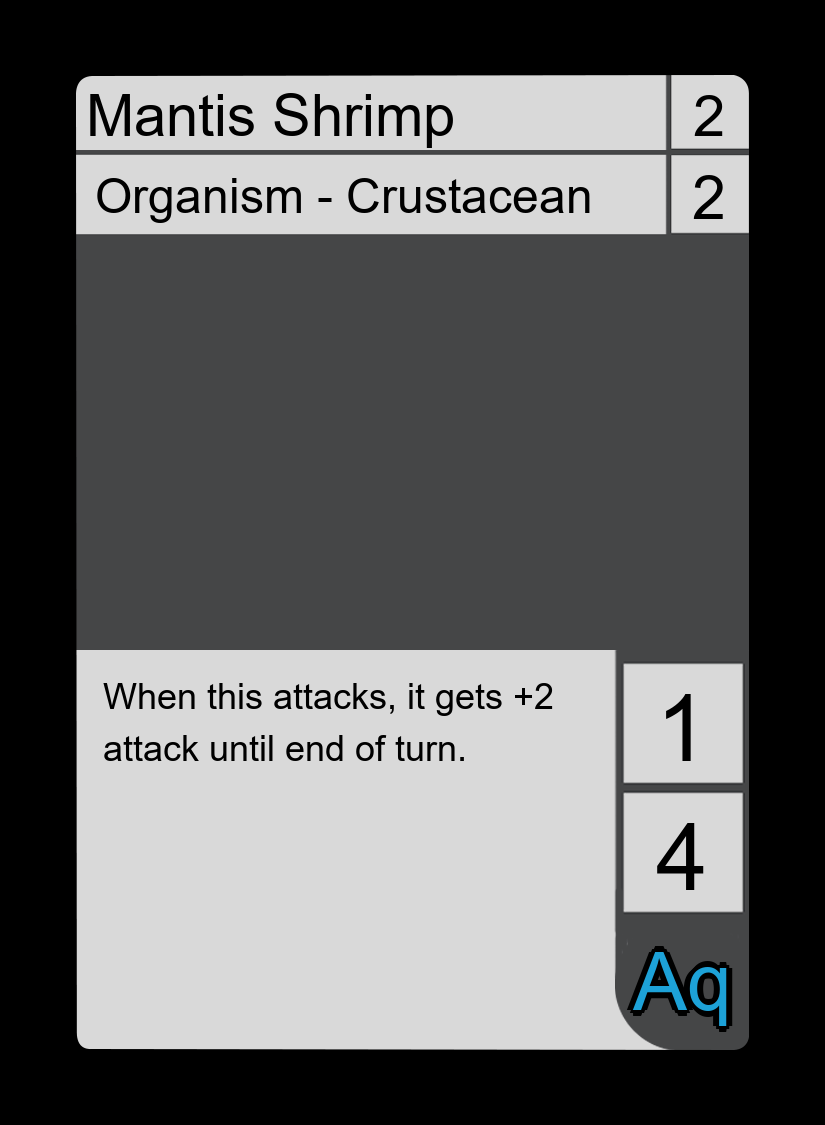 Mantis Shrimp 2
Organism - Crustacean 2
When this attacks, it gets +2
attack until end of turn.
1
4
Aq